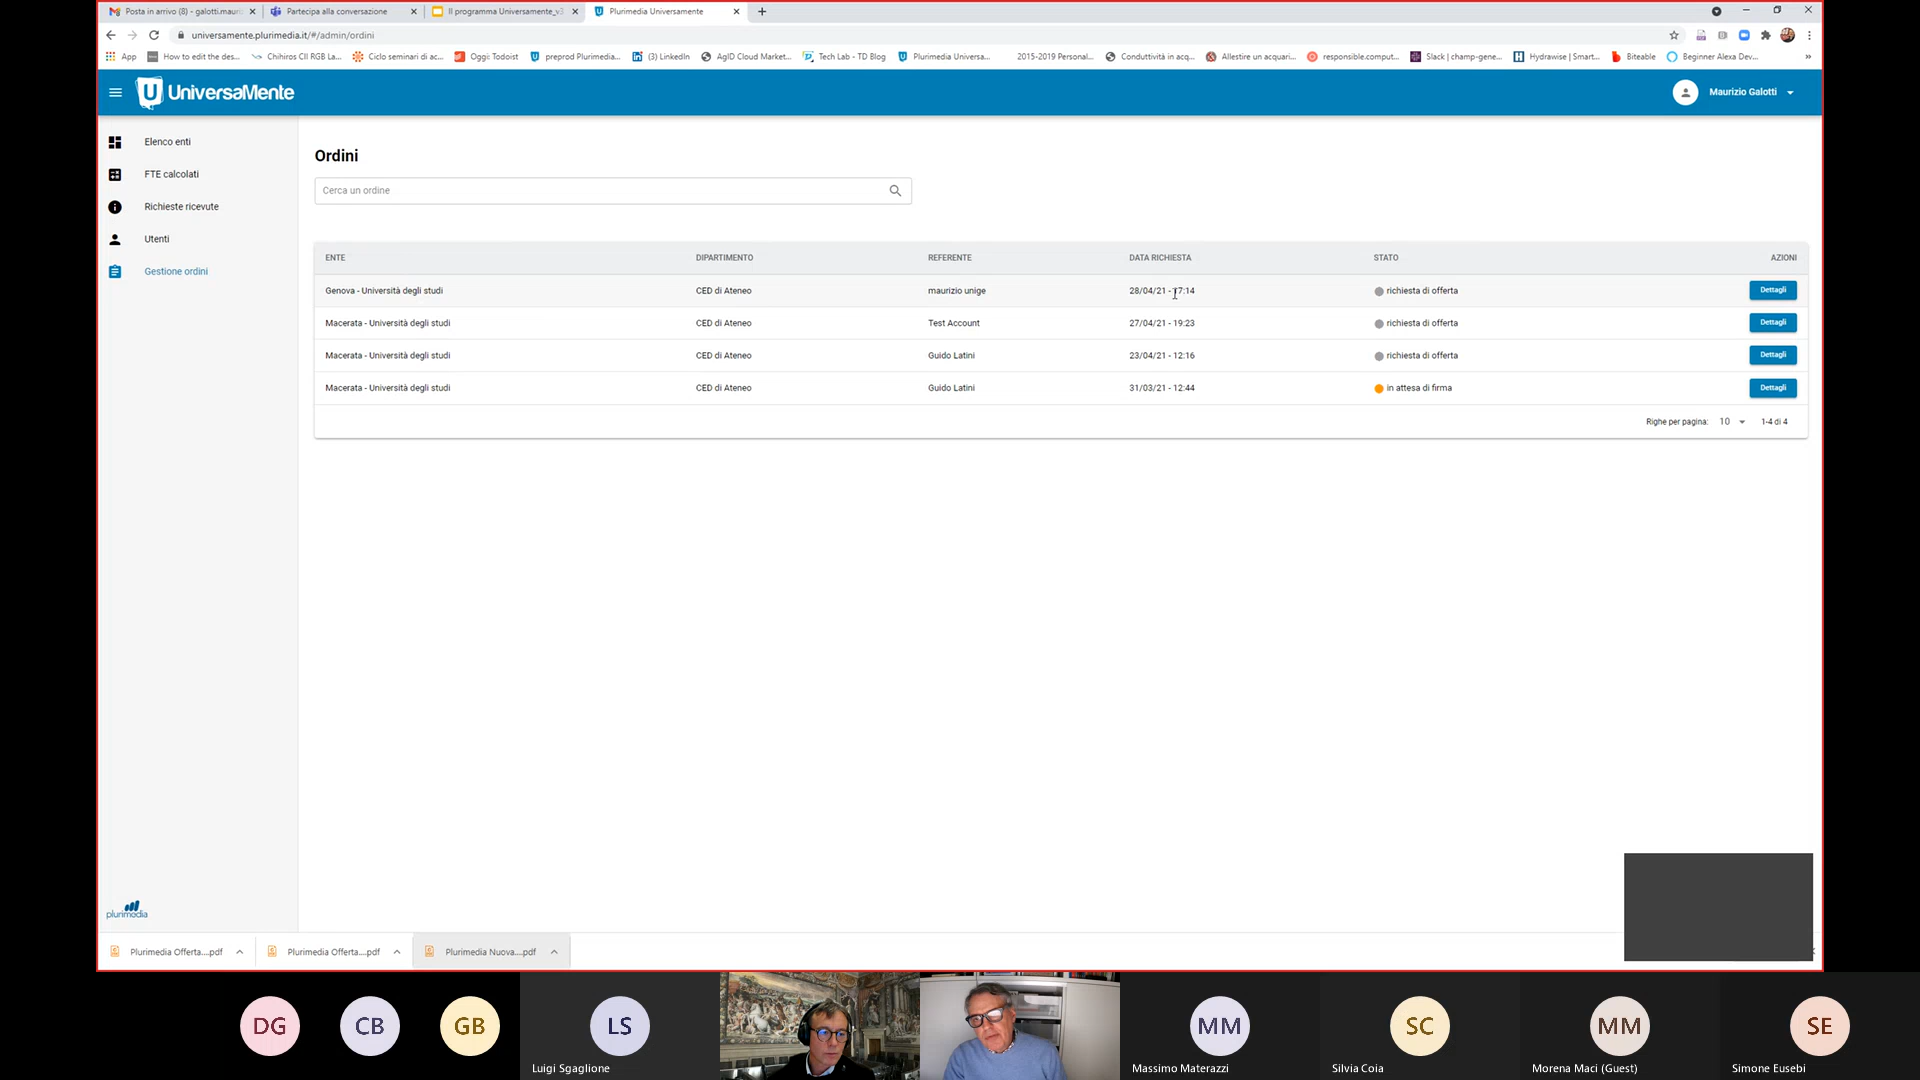 Posta in arrivo (8) - galotti.maur
Partecipa alla conversazione
Il programma Universamente_v3
Plurimedia Universamente
universamente.plurimedia.it/#/admin/ordini
App
How to edit the des...
Chihiros CII RGB La...
Ciclo seminari di ac...
Oggi: Todoist
preprod Plurimedia...
(3) LinkedIn
AgID Cloud Market...
Tech Lab - TD Blog
Plurimedia Universa...
2015-2019 Personal...
Conduttività in acq...
Allestire un acquari...
responsible.comput...
Slack | champ-gene...
Hydrawise | Smart...
Biteable
Beginner Alexa Dev...
»
U UniversaMente
Maurizio Galotti
Elenco enti
FTE calcolati
Richieste ricevute
Utenti
Gestione ordini
Ordini
Cerca un ordine
ENTE DIPARTIMENTO REFERENTE DATA RICHIESTA STATO AZIONI
Genova - Università degli studi CED di Ateneo maurizio unige 28/04/21 - 17:14 richiesta di offerta Dettagli
Macerata - Università degli studi CED di Ateneo Test Account 27/04/21 - 19:23 richiesta di offerta Dettagli
Macerata - Università degli studi CED di Ateneo Guido Latini 23/04/21 - 12:16 richiesta di offerta Dettagli
Macerata - Università degli studi CED di Ateneo Guido Latini 31/03/21 - 12:44 in attesa di firma Dettagli
Righe per pagina: 10 1-4 di 4
plurimedia
Plurimedia Offerta....pdf
Plurimedia Offerta....pdf
Plurimedia Nuova....pdf
DG
CB
GB
LS
Luigi Sgaglione
MM
Massimo Materazzi
SC
Silvia Coia
MM
Morena Maci (Guest)
SE
Simone Eusebi